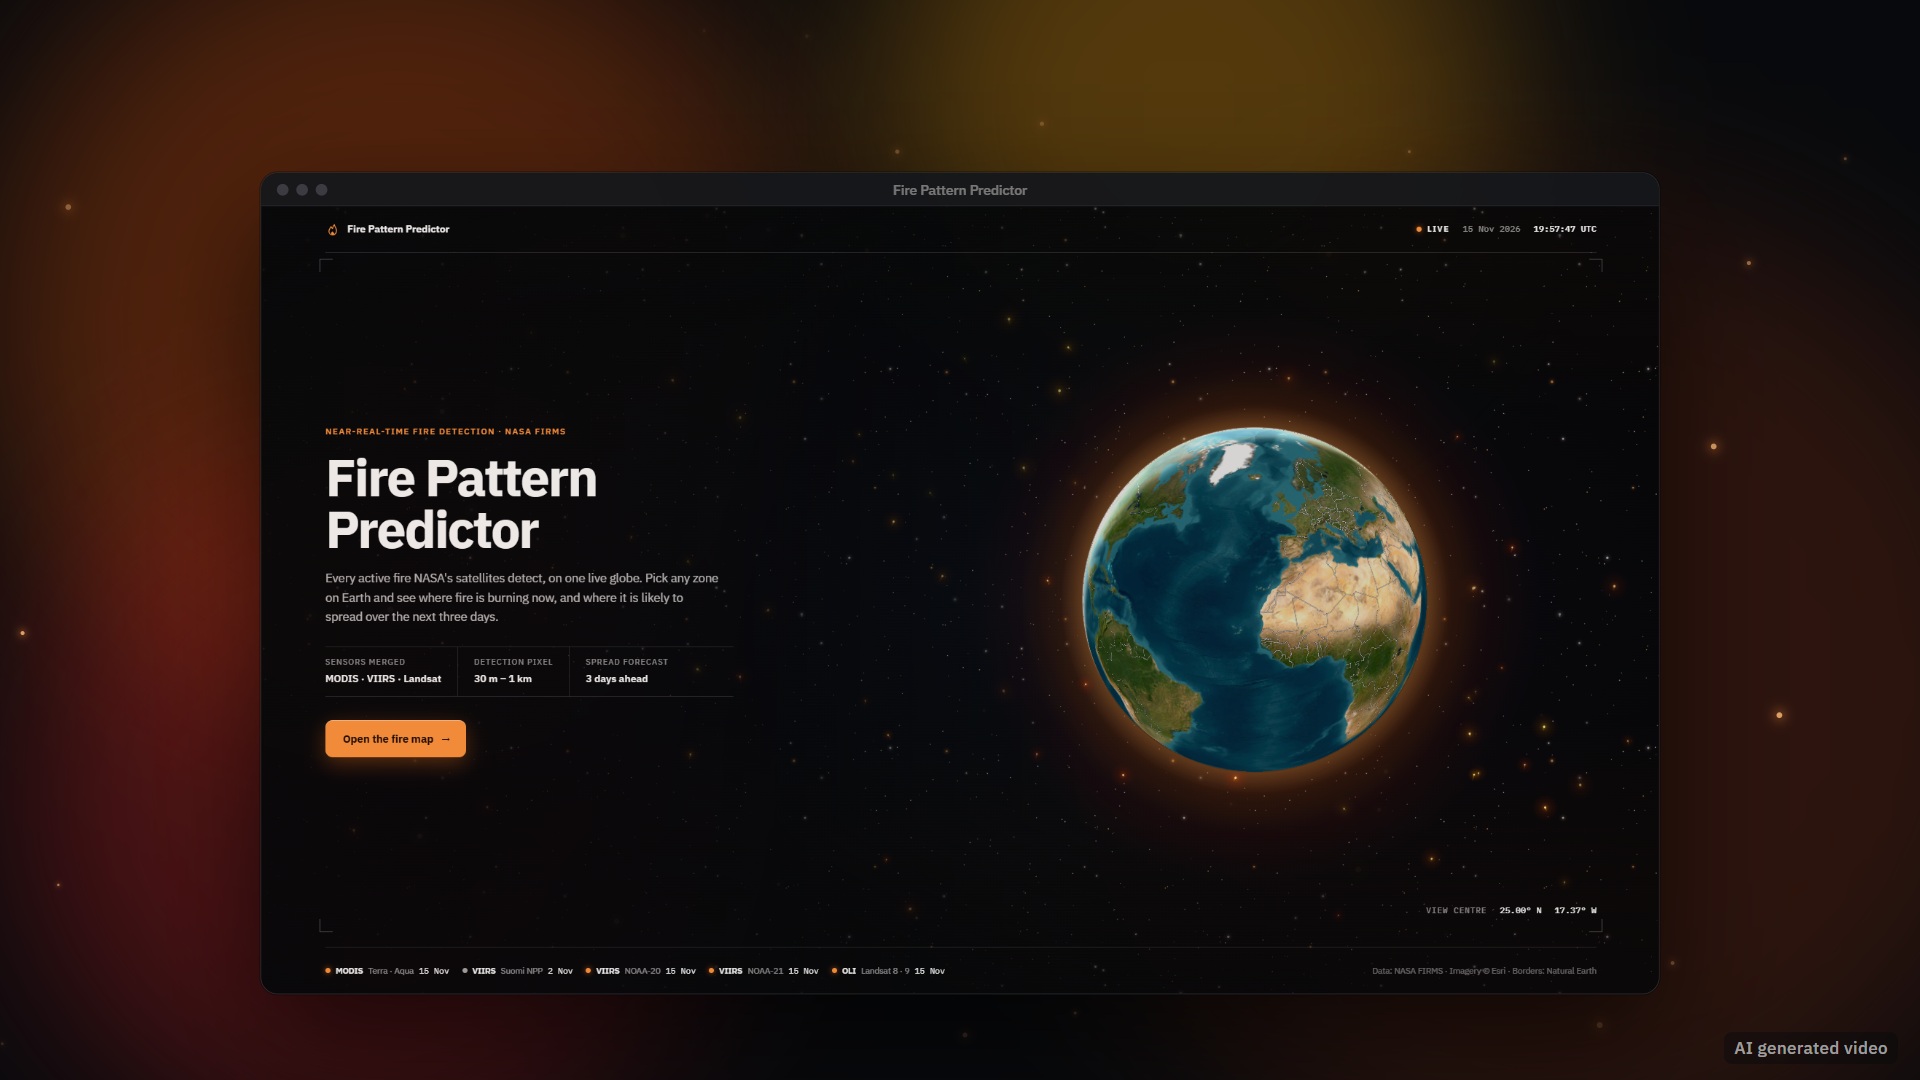 Fire Pattern Predictor
Fire Pattern Predictor
LIVE 15 Nov 2026 19:57:47 UTC
NEAR-REAL-TIME FIRE DETECTION · NASA FIRMS
Fire Pattern
Predictor
Every active fire NASA's satellites detect, on one live globe. Pick any zone
on Earth and see where fire is burning now, and where it is likely to
spread over the next three days.
SENSORS MERGED DETECTION PIXEL SPREAD FORECAST
MODIS · VIIRS · Landsat 30 m – 1 km 3 days ahead
Open the fire map →
VIEW CENTRE 25.00° N 17.37° W
MODIS Terra · Aqua 15 Nov VIIRS Suomi NPP 2 Nov VIIRS NOAA-20 15 Nov VIIRS NOAA-21 15 Nov OLI Landsat 8 · 9 15 Nov
Data: NASA FIRMS · Imagery © Esri · Borders: Natural Earth
AI generated video